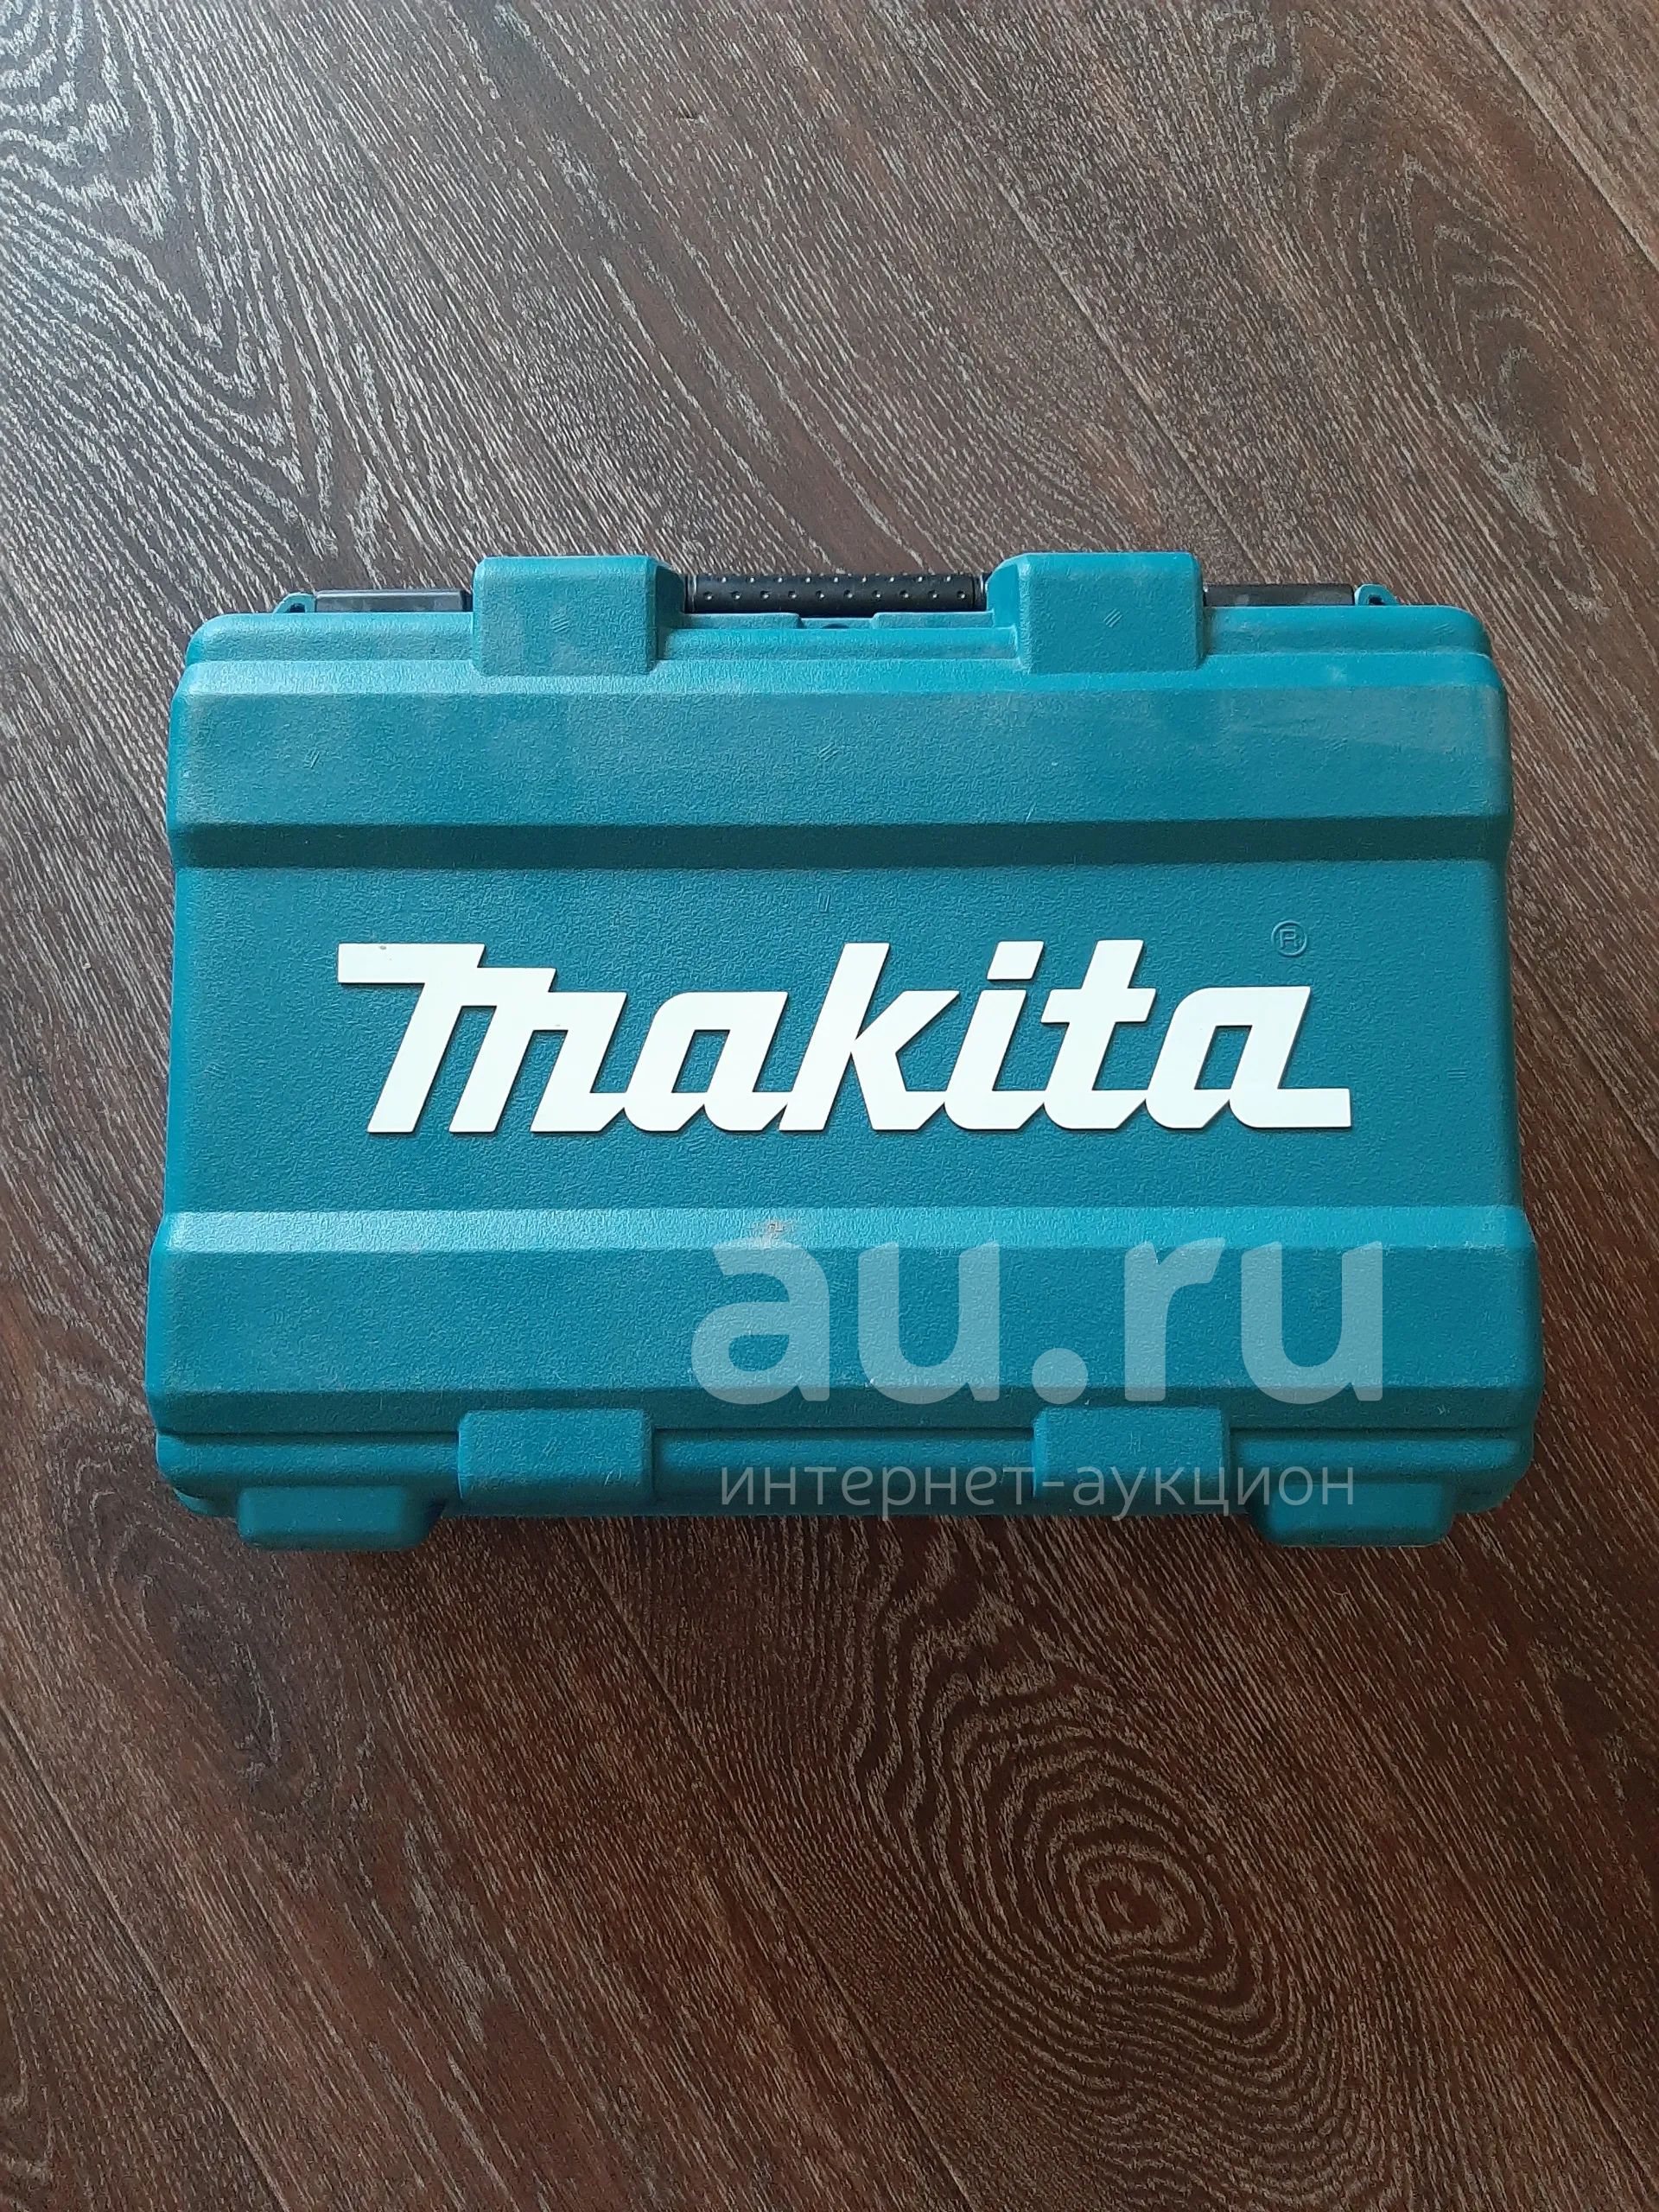 makita ®
au.ru
интернет-аукцион